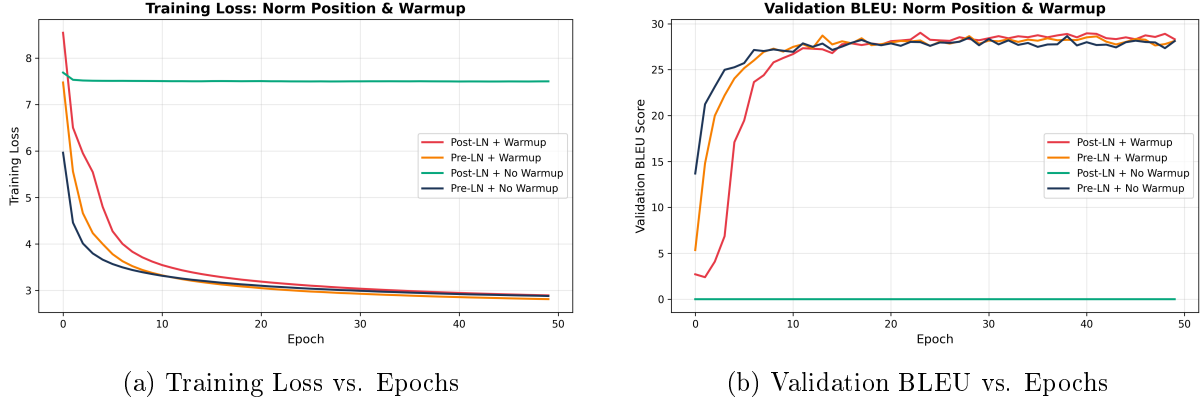 Training Loss: Norm Position & Warmup
Training Loss
8
7
6
5
4
3
Post-LN + Warmup
Pre-LN + Warmup
Post-LN + No Warmup
Pre-LN + No Warmup
0
10
20
30
40
50
Epoch
(a) Training Loss vs. Epochs
Validation BLEU: Norm Position & Warmup
Validation BLEU Score
30
25
20
15
10
5
0
Post-LN + Warmup
Pre-LN + Warmup
Post-LN + No Warmup
Pre-LN + No Warmup
0
10
20
30
40
50
Epoch
(b) Validation BLEU vs. Epochs